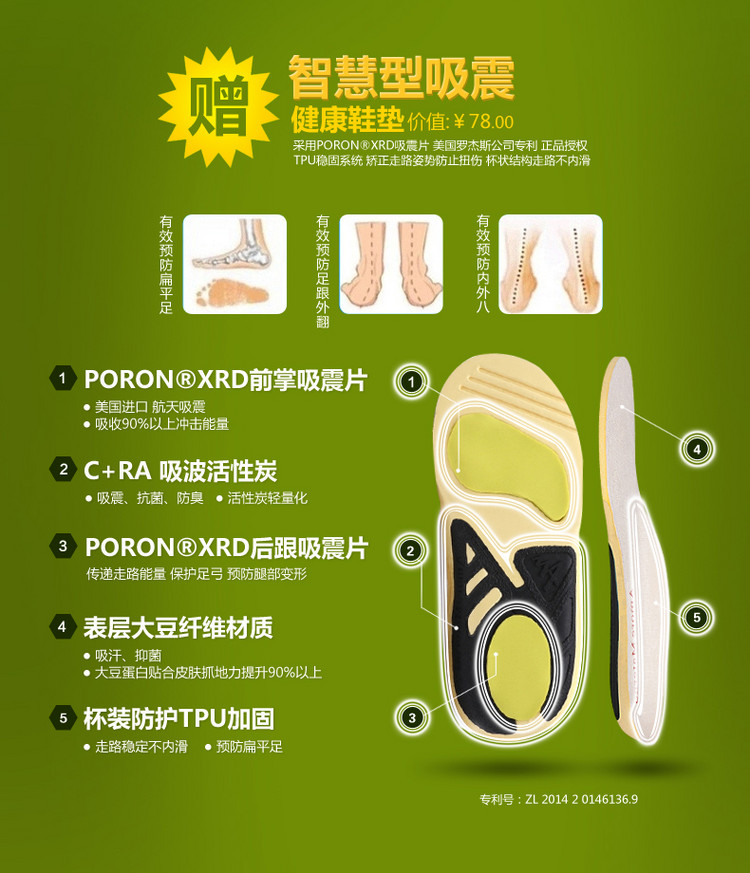 赠
智慧型吸震
健康鞋垫 价值:￥78.00
采用PORON®XRD吸震片 美国罗杰斯公司专利 正品授权
TPU稳固系统 矫正走路姿势防止扭伤 杯状结构走路不内滑
有效预防扁平足
有效预防足跟外翻
有效预防内外八
1 PORON®XRD前掌吸震片
● 美国进口 航天吸震
● 吸收90%以上冲击能量
2 C+RA 吸波活性炭
● 吸震、抗菌、防臭 ● 活性炭轻量化
3 PORON®XRD后跟吸震片
传递走路能量 保护足弓 预防腿部变形
4 表层大豆纤维材质
● 吸汗、抑菌
● 大豆蛋白贴合皮肤抓地力提升90%以上
5 杯装防护TPU加固
● 走路稳定不内滑 ● 预防扁平足
1
4
2
5
3
专利号：ZL 2014 2 0146136.9